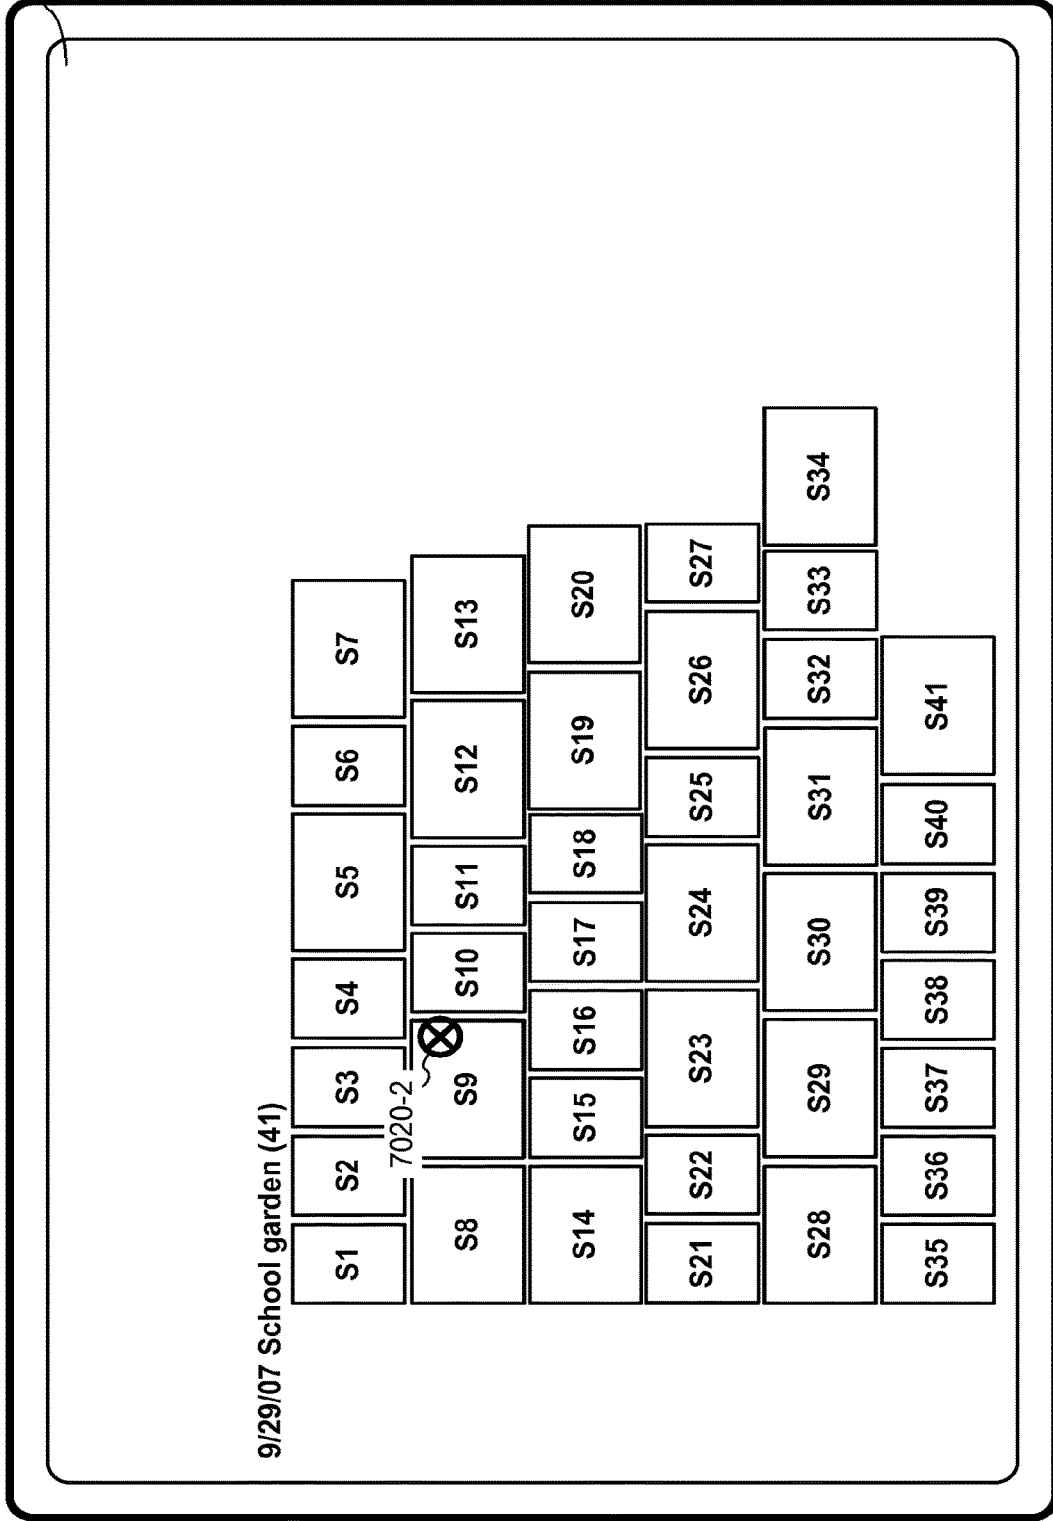 9/29/07 School garden (41)
S1 S2 S3 S4 S5 S6 S7
7020-2
S8 S9 S10 S11 S12 S13
S14 S15 S16 S17 S18 S19 S20
S21 S22 S23 S24 S25 S26 S27
S28 S29 S30 S31 S32 S33 S34
S35 S36 S37 S38 S39 S40 S41